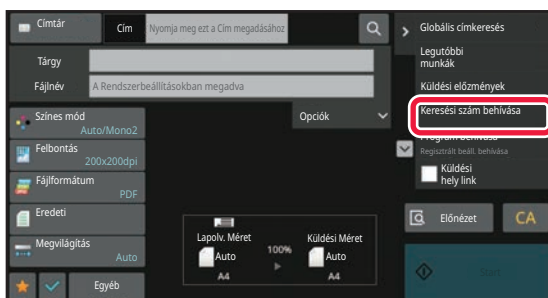 Címtár
Cím
Nyomja meg ezt a Cím megadásához
Tárgy
Fájlnév
A Rendszerbeállításokban megadva
Színes mód
Auto/Mono2
Felbontás
200x200dpi
Fájlformátum
PDF
Eredeti
Megvilágítás
Auto
Egyéb
Opciók
Lapolv. Méret
Auto
A4
100%
Küldési Méret
Auto
A4
Globális címkeresés
Legutóbbi
munkák
Küldési előzmények
Keresési szám behívása
Program behívása
Regisztrált beáll. behívása
Küldési
hely link
Előnézet
CA
Start